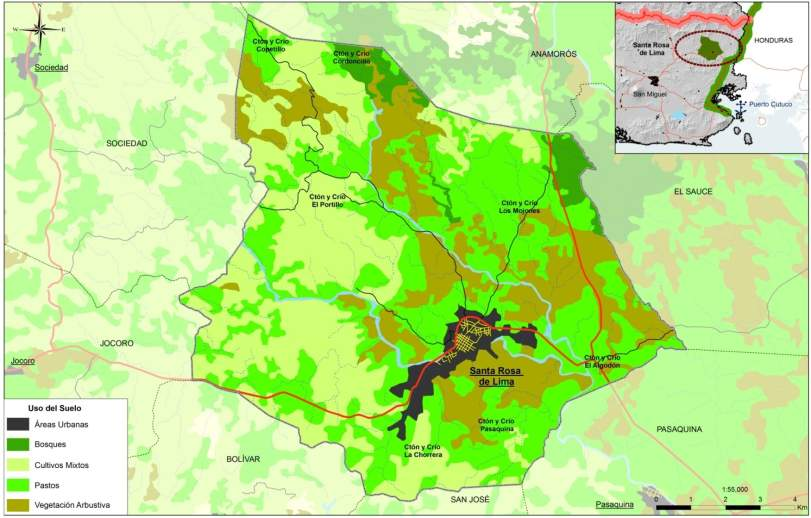 N
W
E
S
Sociedad
Ctón y Crío
Copetillo
Ctón y Crío
Cordoncillo
ANAMORÓS
HONDURAS
Santa Rosa
de Lima
San Miguel
Puerto Cutuco
SOCIEDAD
EL SAUCE
Ctón y Crío
El Portillo
Ctón y Crío
Los Mojones
JOCORO
Jocoro
Ctón y Crío
El Algodón
Santa Rosa
de Lima
Ctón y Crío
Pasaquina
PASAQUINA
Ctón y Crío
La Chorrera
BOLÍVAR
SAN JOSÉ
Pasaquina
Uso del Suelo
Áreas Urbanas
Bosques
Cultivos Mixtos
Pastos
Vegetación Arbustiva
1:55,000
0 1 2 3 4
Km